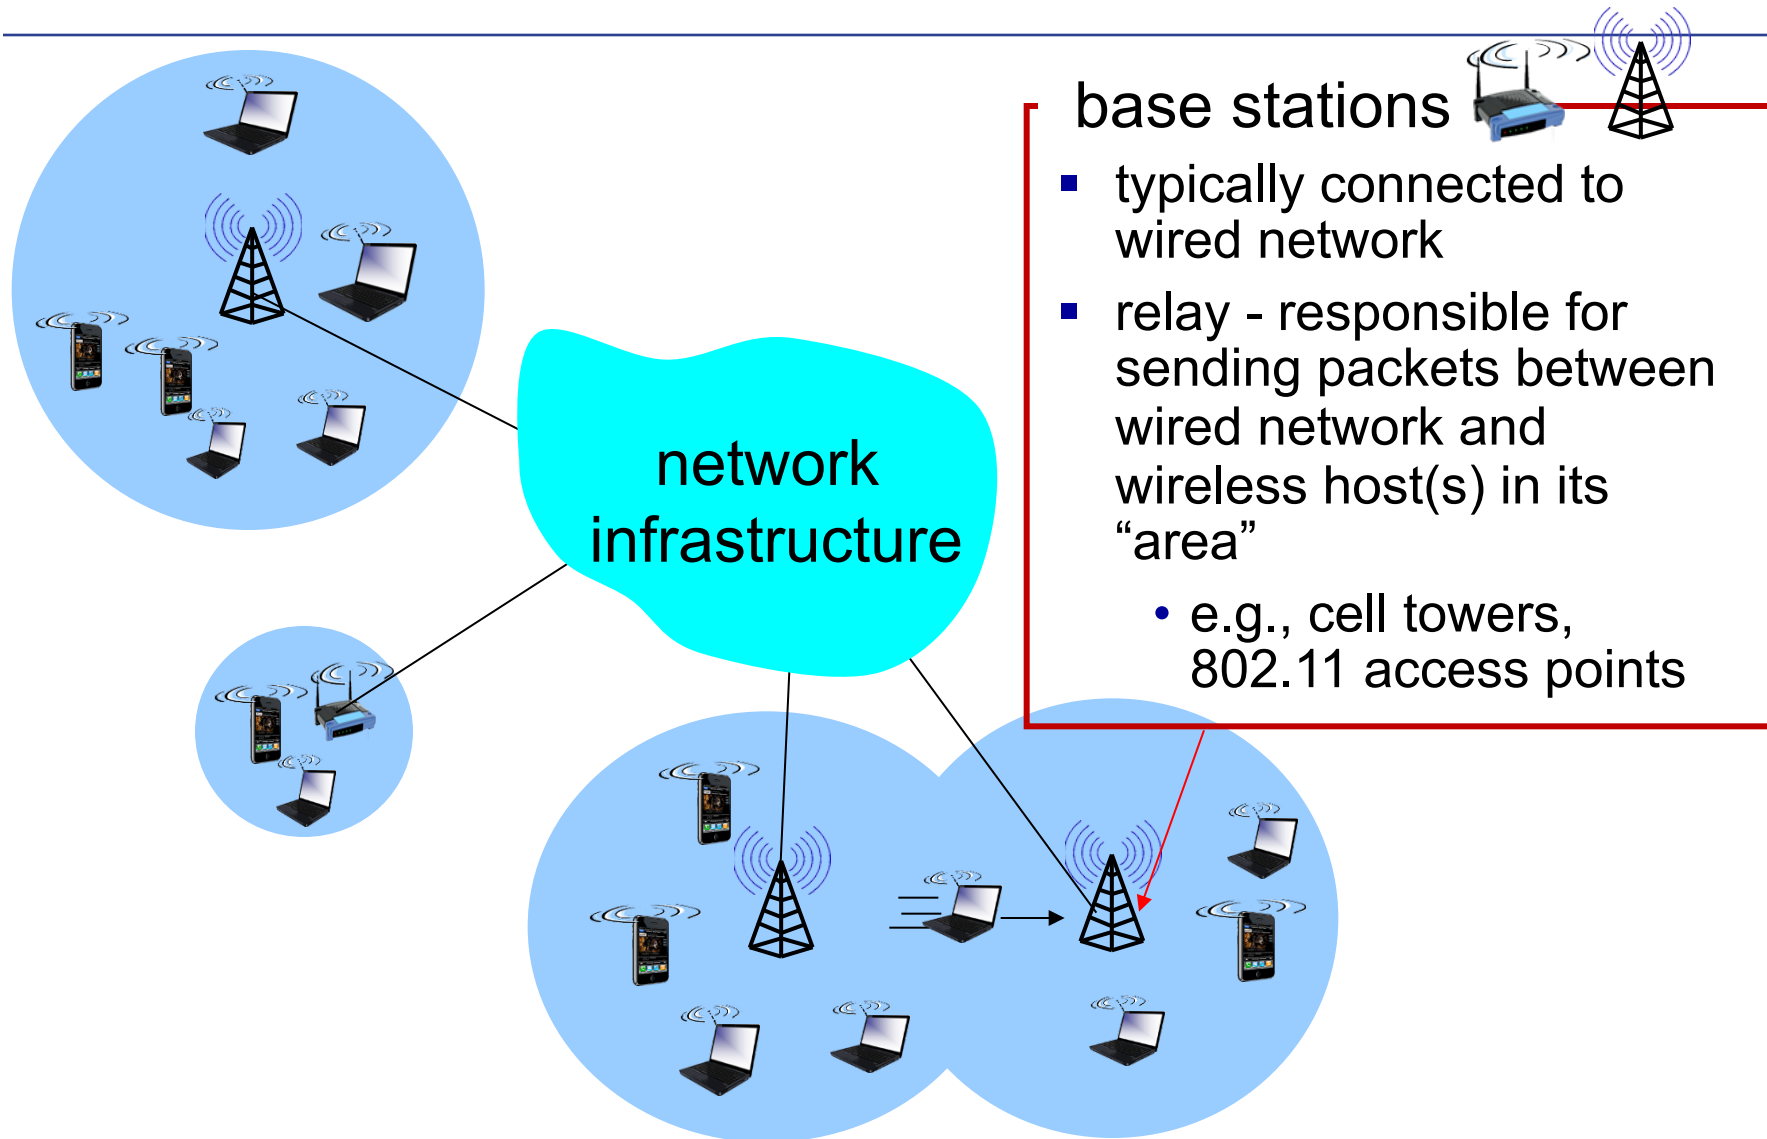 base stations
typically connected to
wired network
relay - responsible for
sending packets between
wired network and
wireless host(s) in its
“area”
e.g., cell towers,
802.11 access points
network
infrastructure